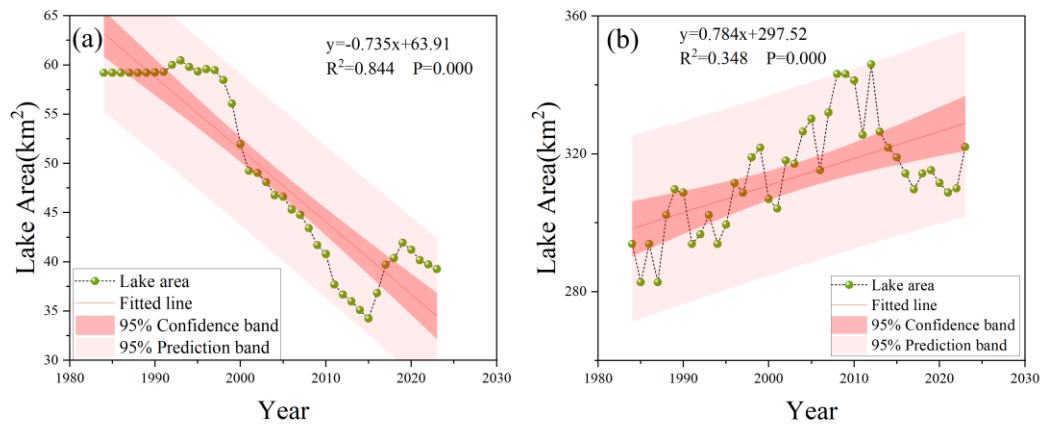 (a)
y=-0.735x+63.91
R²=0.844 P=0.000
65
60
55
50
45
40
35
30
Lake Area(km²)
Lake area
Fitted line
95% Confidence band
95% Prediction band
1980 1990 2000 2010 2020 2030
Year
(b)
y=0.784x+297.52
R²=0.348 P=0.000
360
320
280
Lake Area(km²)
Lake area
Fitted line
95% Confidence band
95% Prediction band
1980 1990 2000 2010 2020 2030
Year